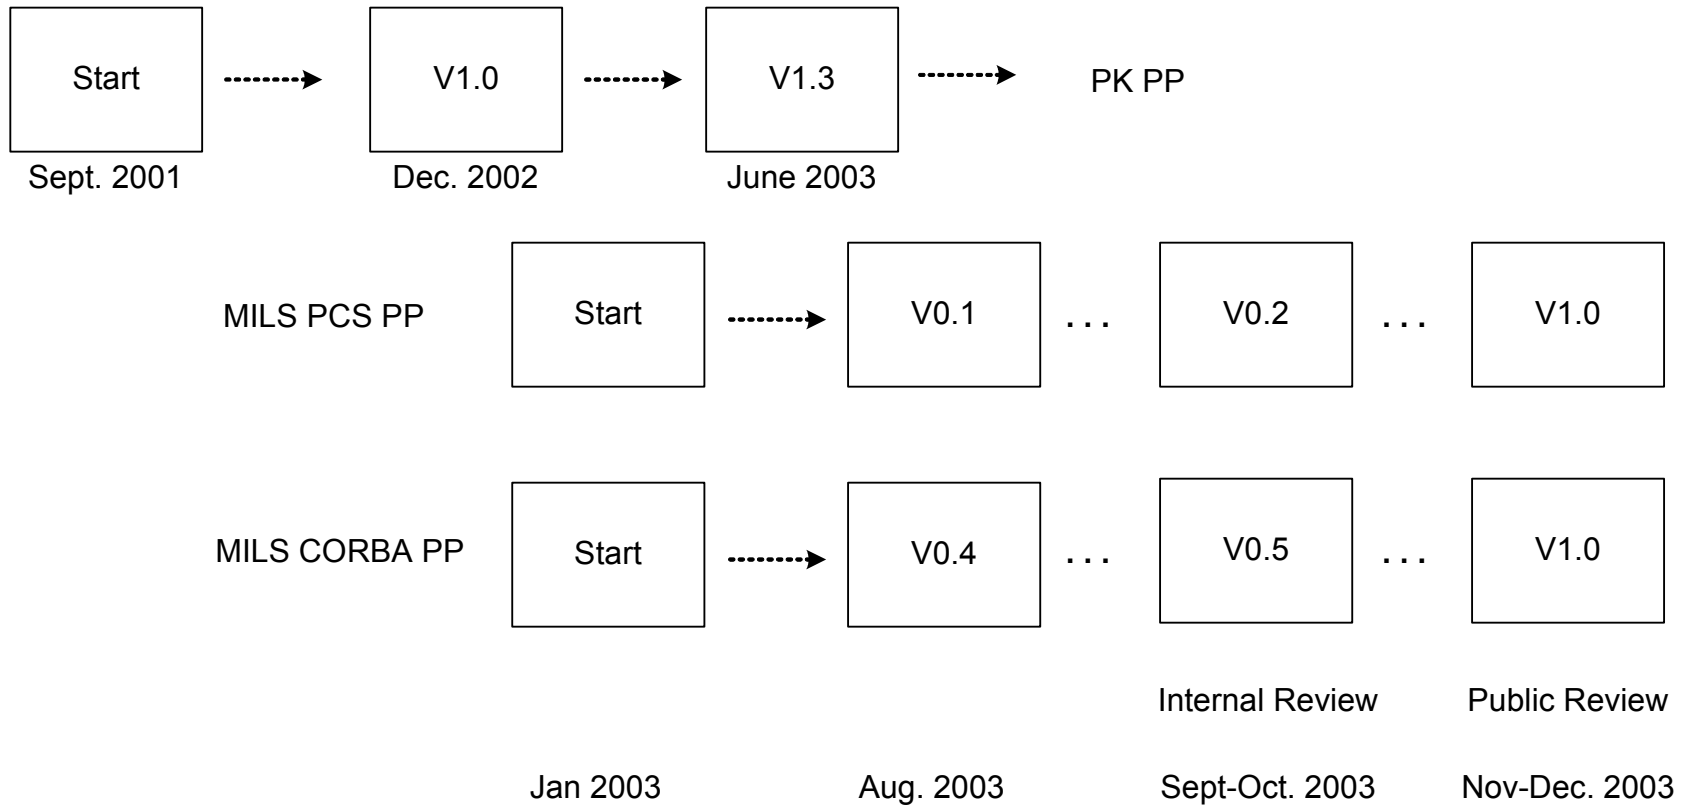 Start
V1.0
V1.3
PK PP
Sept. 2001
Dec. 2002
June 2003
MILS PCS PP
Start
V0.1
. . .
V0.2
. . .
V1.0
MILS CORBA PP
Start
V0.4
. . .
V0.5
. . .
V1.0
Internal Review
Public Review
Jan 2003
Aug. 2003
Sept-Oct. 2003
Nov-Dec. 2003